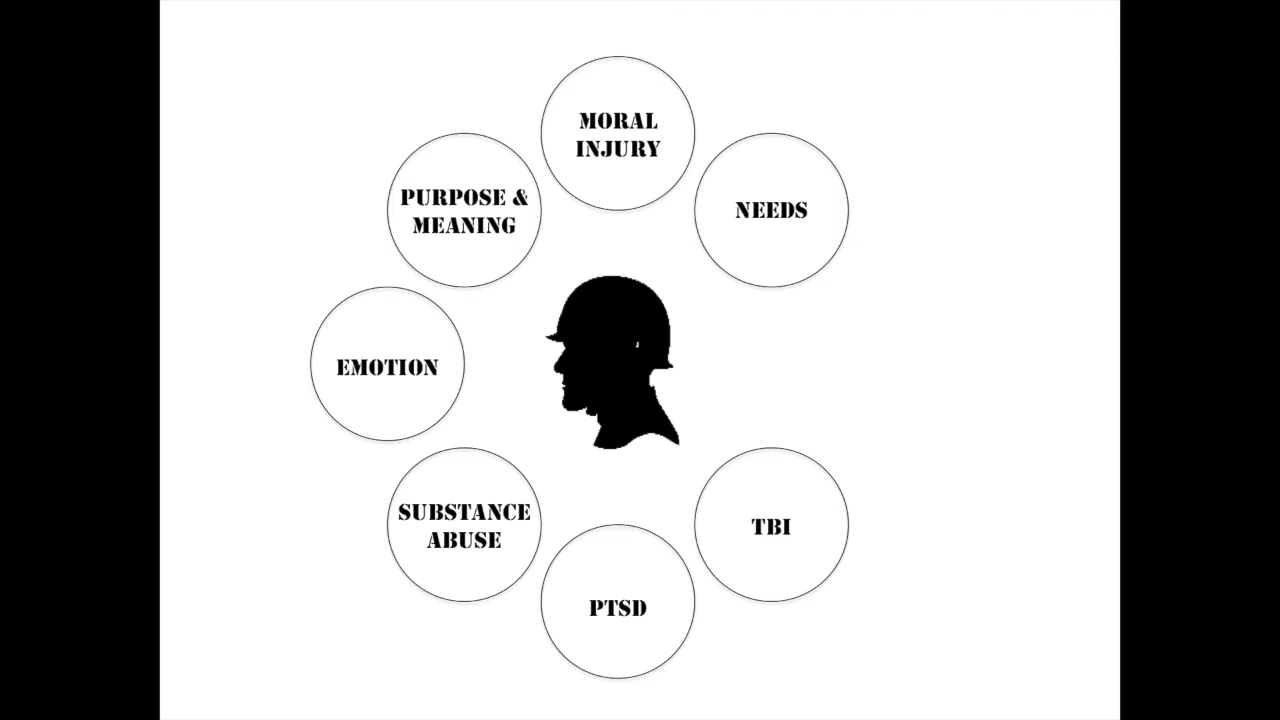 MORAL
INJURY
PURPOSE &
MEANING
NEEDS
EMOTION
SUBSTANCE
ABUSE
TBI
PTSD